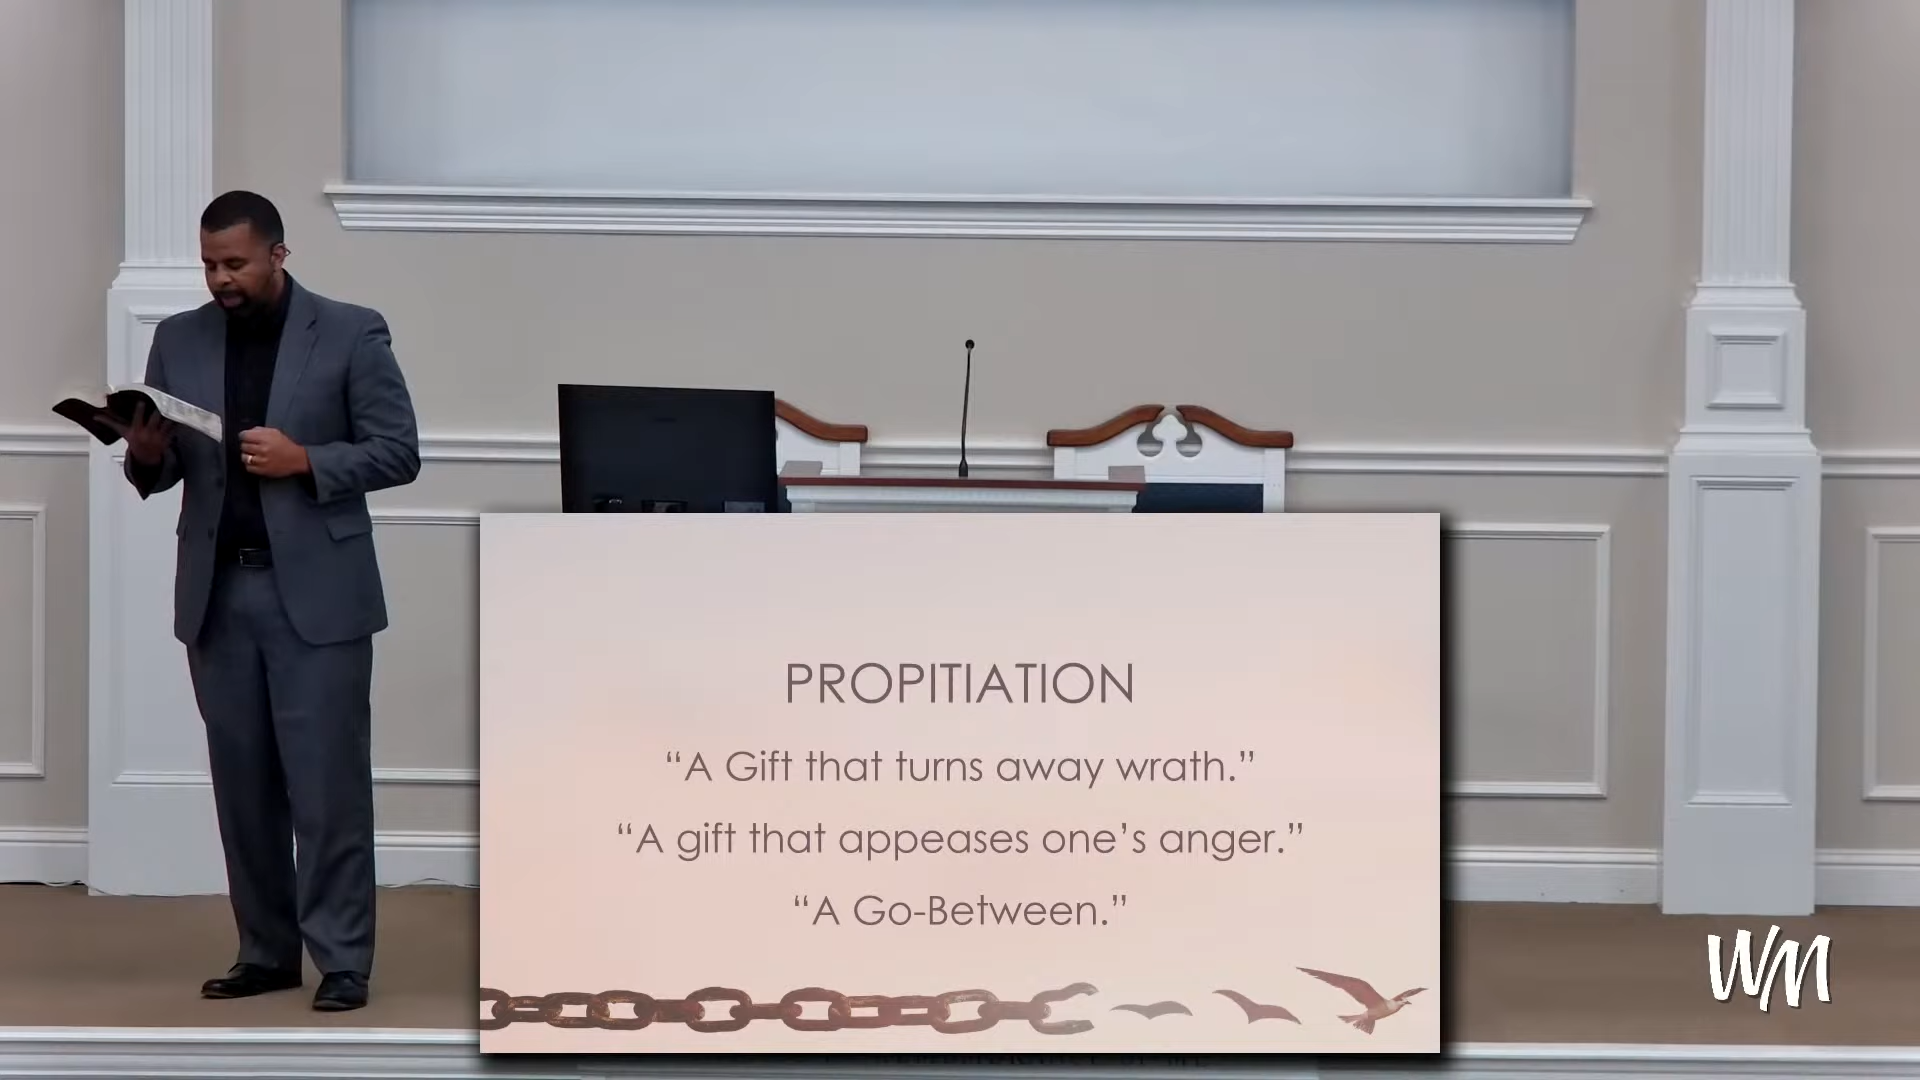 PROPITIATION
“A Gift that turns away wrath.”
“A gift that appeases one’s anger.”
“A Go-Between.”
WM